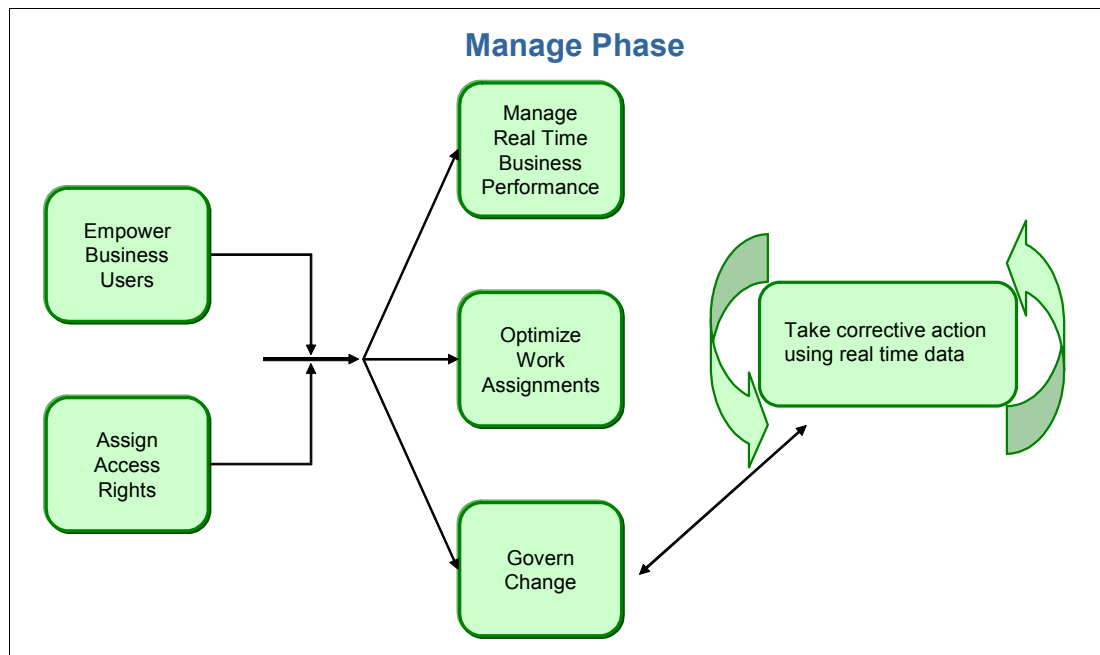 Manage Phase
Manage
Real Time
Business
Performance
Empower
Business
Users
Optimize
Work
Assignments
Take corrective action
using real time data
Assign
Access
Rights
Govern
Change